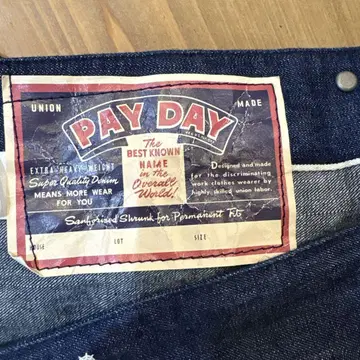 UNION MADE
PAY DAY
The
BEST KNOWN
NAME
in the
Overall
World!
EXTRA HEAVY WEIGHT
Super Quality Denim
MEANS MORE WEAR
FOR YOU
Designed and made
for the discriminating
work clothes wearer by
highly skilled union labor.
Sanforized Shrunk for Permanent Fit
LOT SIZE